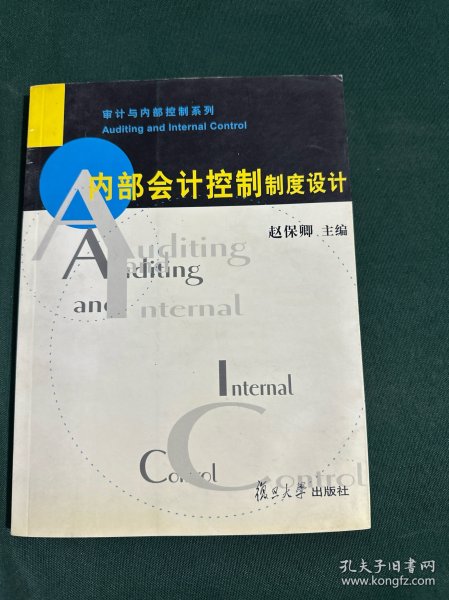 审计与内部控制系列
Auditing and Internal Control
内部会计控制制度设计
赵保卿 主编
A
Auditing
and
Auditing
and Internal
Internal
Internal
Control
Control
复旦大学出版社
孔夫子旧书网
www.kongfz.com